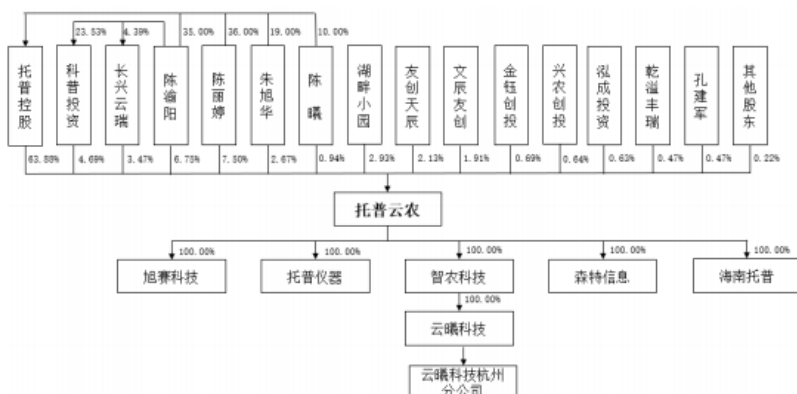 23.53% 4.39% 35.00% 36.00% 19.00% 10.00%
托普控股
科普投资
长兴云瑞
陈渝阳
陈丽婷
朱旭华
陈曦
湖畔小园
友创天辰
文辰友创
金钰创投
兴农创投
泓成投资
乾溢丰瑞
孔建军
其他股东
63.88% 4.69% 3.47% 6.75% 7.50% 2.67% 0.94% 2.93% 2.13% 1.91% 0.69% 0.64% 0.63% 0.47% 0.47% 0.22%
托普云农
100.00% 100.00% 100.00% 100.00% 100.00%
旭赛科技 托普仪器 智农科技 森特信息 海南托普
100.00%
云曦科技
云曦科技杭州
分公司